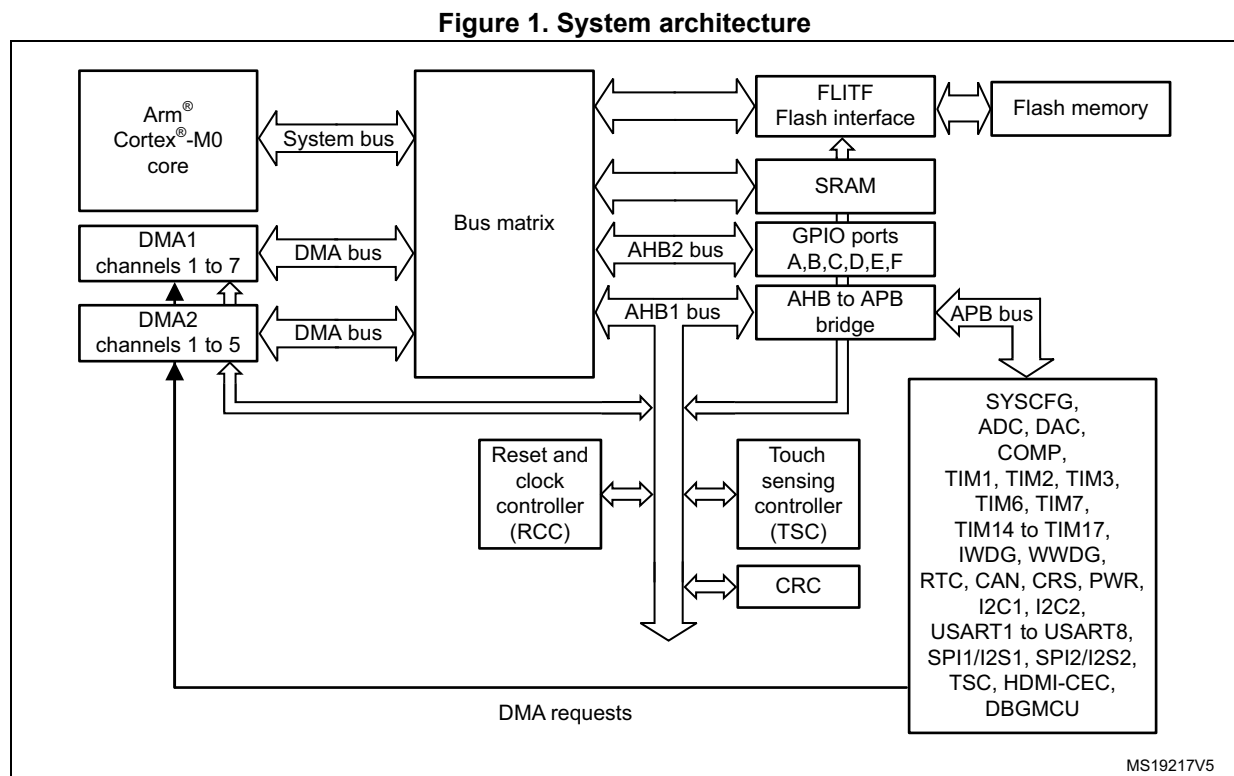 Figure 1. System architecture
Arm®
Cortex®-M0
core
System bus
Bus matrix
FLITF
Flash interface
Flash memory
SRAM
DMA1
channels 1 to 7
DMA bus
AHB2 bus
GPIO ports
A,B,C,D,E,F
DMA2
channels 1 to 5
DMA bus
AHB1 bus
AHB to APB
bridge
APB bus
Reset and
clock
controller
(RCC)
Touch
sensing
controller
(TSC)
CRC
SYSCFG,
ADC, DAC,
COMP,
TIM1, TIM2, TIM3,
TIM6, TIM7,
TIM14 to TIM17,
IWDG, WWDG,
RTC, CAN, CRS, PWR,
I2C1, I2C2,
USART1 to USART8,
SPI1/I2S1, SPI2/I2S2,
TSC, HDMI-CEC,
DBGMCU
DMA requests
MS19217V5